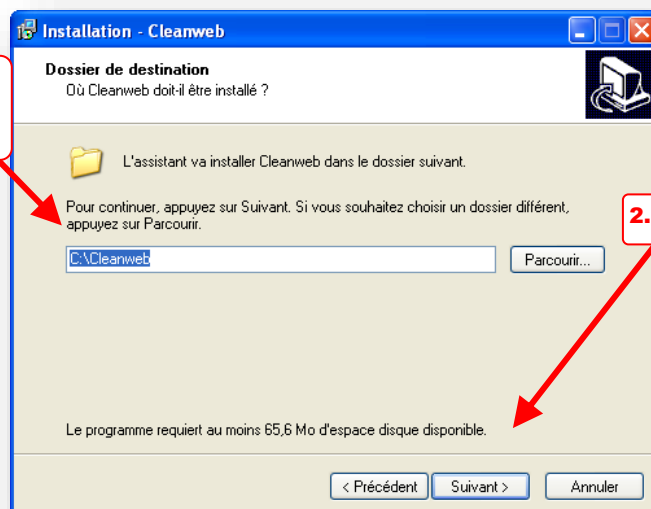 Installation - Cleanweb
Dossier de destination
Où Cleanweb doit-il être installé ?
L'assistant va installer Cleanweb dans le dossier suivant.
Pour continuer, appuyez sur Suivant. Si vous souhaitez choisir un dossier différent,
appuyez sur Parcourir.
2.
C:\Cleanweb
Parcourir...
Le programme requiert au moins 65,6 Mo d'espace disque disponible.
< Précédent
Suivant >
Annuler